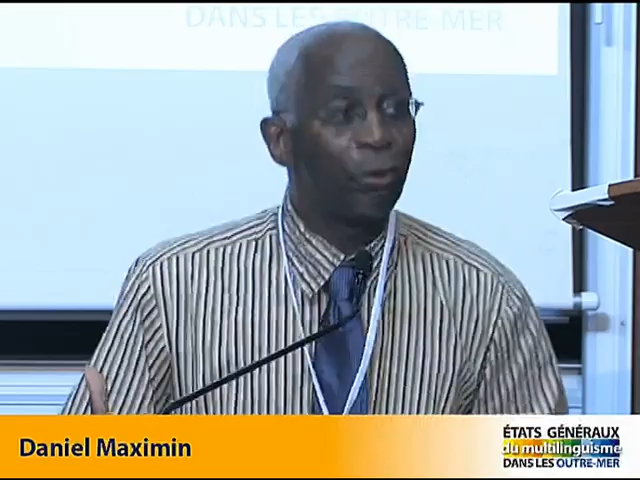 DANS LES OUTRE-MER
Daniel Maximin
ÉTATS GÉNÉRAUX
du multilinguisme
DANS LES OUTRE-MER